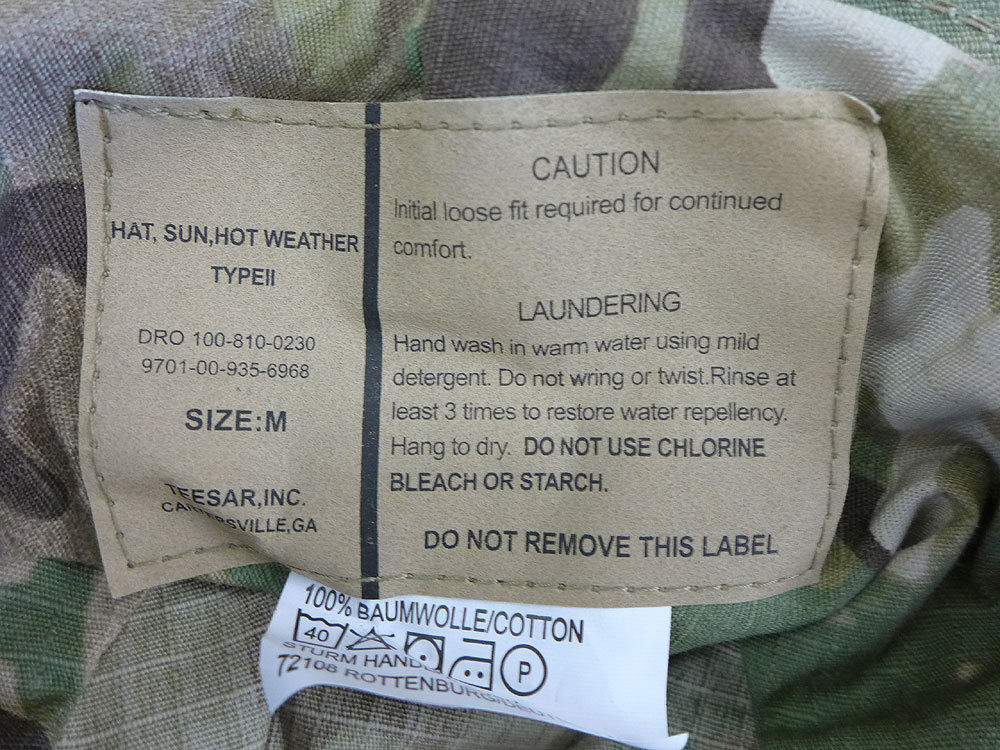 HAT, SUN,HOT WEATHER
TYPEII
DRO 100-810-0230
9701-00-935-6968
SIZE:M
TEESAR,INC.
GA
CAUTION
Initial loose fit required for continued
comfort.
LAUNDERING
Hand wash in warm water using mild
detergent. Do not wring or twist.Rinse at
least 3 times to restore water repellency.
Hang to dry. DO NOT USE CHLORINE
BLEACH OR STARCH.
DO NOT REMOVE THIS LABEL
100% BAUMWOLLE/COTTON
40 P
STURM
72108 ROTTENBURG